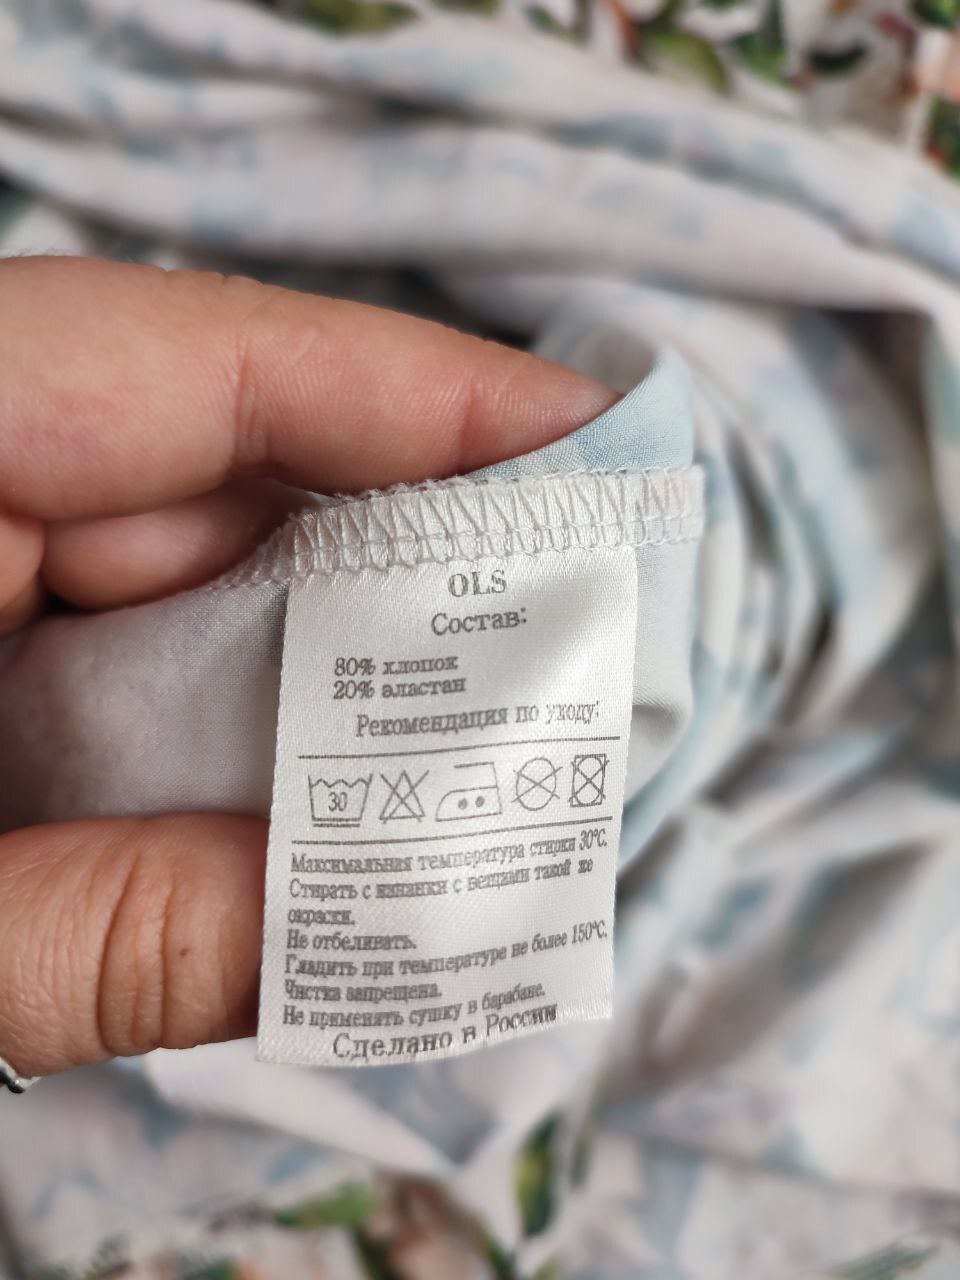 OLS
Состав:
80% хлопок
20% эластан
Рекомендация по уходу:
30
Максимальная температура стирки 30°С.
Стирать с изнанки с вещами такой же
окраски.
Не отбеливать.
Гладить при температуре не более 150°С.
Чистка запрещена.
Не применять сушку в барабане.
Сделано в России